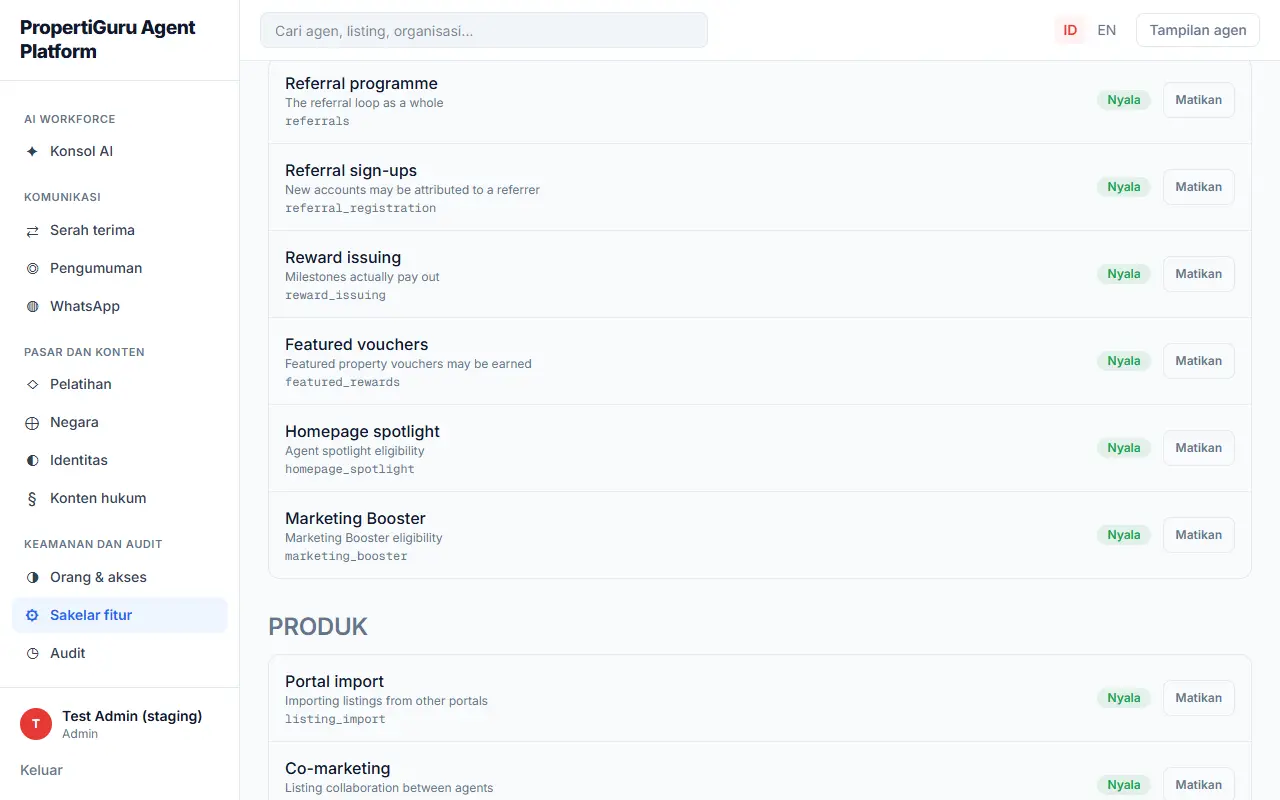 PropertiGuru Agent
Platform
Cari agen, listing, organisasi...
ID
EN
Tampilan agen
AI WORKFORCE
Konsol AI
KOMUNIKASI
Serah terima
Pengumuman
WhatsApp
PASAR DAN KONTEN
Pelatihan
Negara
Identitas
§ Konten hukum
KEAMANAN DAN AUDIT
Orang & akses
Sakelar fitur
Audit
T
Test Admin (staging)
Admin
Keluar
Referral programme
The referral loop as a whole
referrals
Nyala
Matikan
Referral sign-ups
New accounts may be attributed to a referrer
referral_registration
Nyala
Matikan
Reward issuing
Milestones actually pay out
reward_issuing
Nyala
Matikan
Featured vouchers
Featured property vouchers may be earned
featured_rewards
Nyala
Matikan
Homepage spotlight
Agent spotlight eligibility
homepage_spotlight
Nyala
Matikan
Marketing Booster
Marketing Booster eligibility
marketing_booster
Nyala
Matikan
PRODUK
Portal import
Importing listings from other portals
listing_import
Nyala
Matikan
Co-marketing
Listing collaboration between agents
Nyala
Matikan